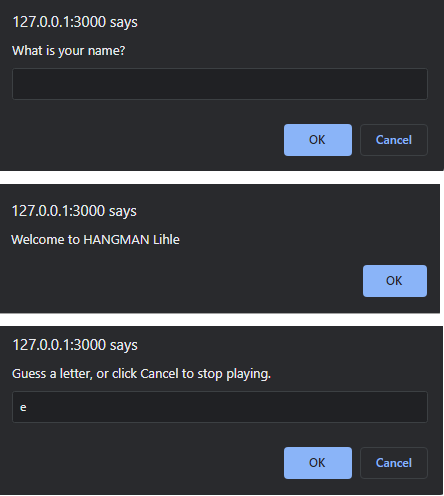 127.0.0.1:3000 says
What is your name?
OK
Cancel
127.0.0.1:3000 says
Welcome to HANGMAN Lihle
OK
127.0.0.1:3000 says
Guess a letter, or click Cancel to stop playing.
e
OK
Cancel